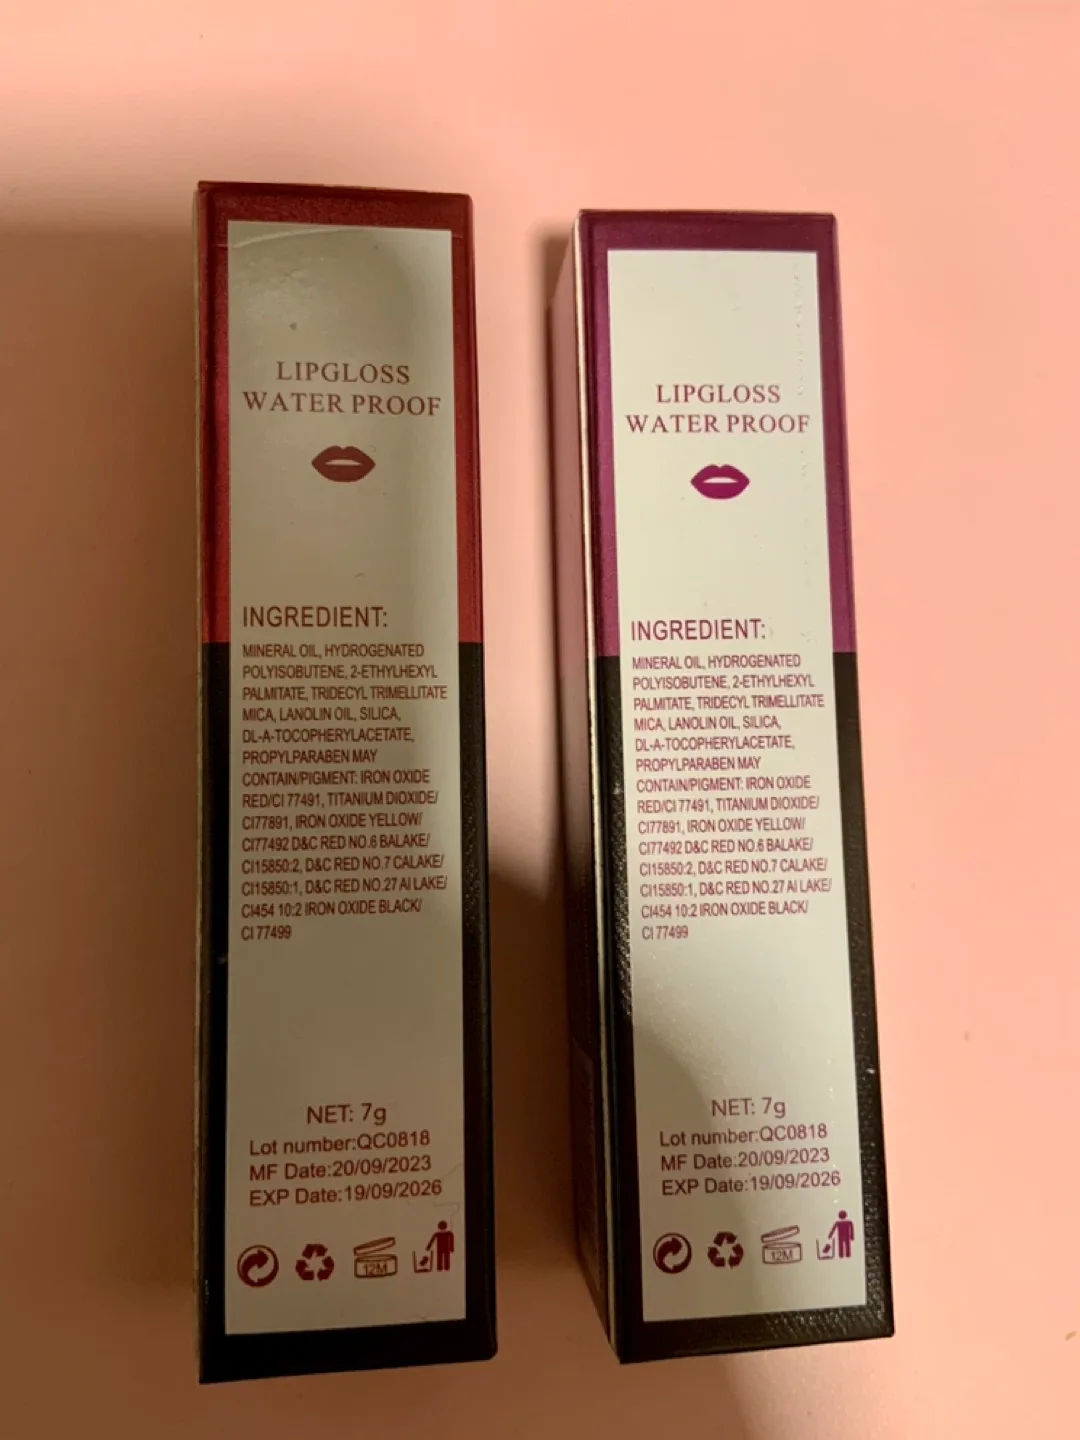 LIPGLOSS
WATER PROOF
INGREDIENT:
MINERAL OIL, HYDROGENATED
POLYISOBUTENE, 2-ETHYLHEXYL
PALMITATE, TRIDECYL TRIMELLITATE
MICA, LANOLIN OIL, SILICA,
DL-A-TOCOPHERYLACETATE,
PROPYLPARABEN MAY
CONTAIN/PIGMENT: IRON OXIDE
RED/CI 77491, TITANIUM DIOXIDE/
CI77891, IRON OXIDE YELLOW/
CI77492 D&C RED NO.6 BALAKE/
CI15850:2, D&C RED NO.7 CALAKE/
CI15850:1, D&C RED NO.27 AI LAKE/
CI454 10:2 IRON OXIDE BLACK/
CI 77499
NET: 7g
Lot number:QC0818
MF Date:20/09/2023
EXP Date:19/09/2026
12M
LIPGLOSS
WATER PROOF
INGREDIENT:
MINERAL OIL, HYDROGENATED
POLYISOBUTENE, 2-ETHYLHEXYL
PALMITATE, TRIDECYL TRIMELLITATE
MICA, LANOLIN OIL, SILICA,
DL-A-TOCOPHERYLACETATE,
PROPYLPARABEN MAY
CONTAIN/PIGMENT: IRON OXIDE
RED/CI 77491, TITANIUM DIOXIDE/
CI77891, IRON OXIDE YELLOW/
CI77492 D&C RED NO.6 BALAKE/
CI15850:2, D&C RED NO.7 CALAKE/
CI15850:1, D&C RED NO.27 AI LAKE/
CI454 10:2 IRON OXIDE BLACK/
CI 77499
NET: 7g
Lot number:QC0818
MF Date:20/09/2023
EXP Date:19/09/2026
12M